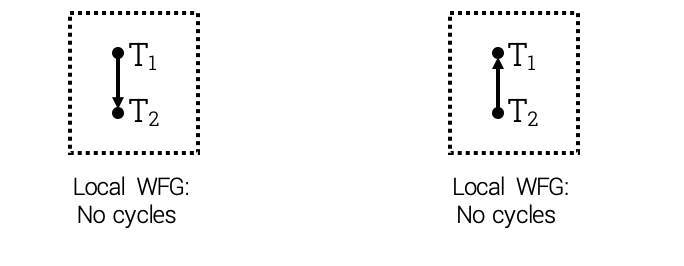 T₁
T₂
Local WFG:
No cycles
T₁
T₂
Local WFG:
No cycles